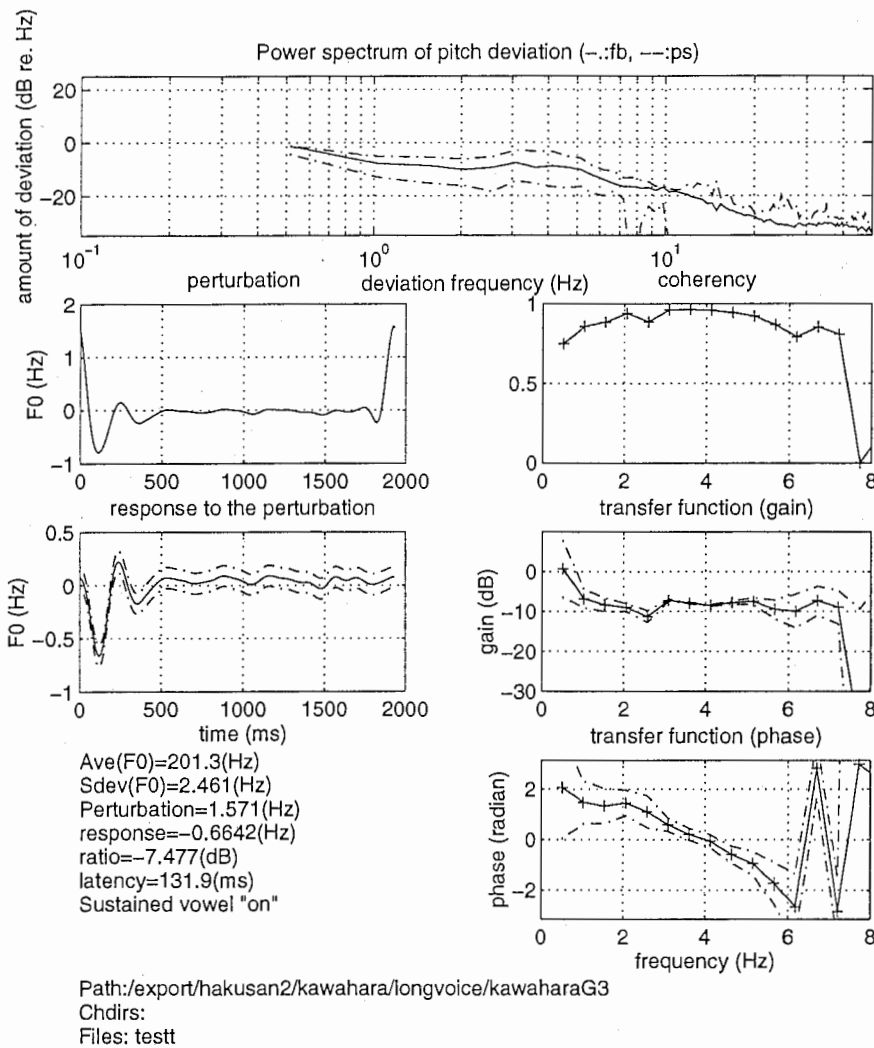 Power spectrum of pitch deviation (−.:fb, −−:ps)
amount of deviation (dB re. Hz)
20
0
−20
10^-1
10^0
10^1
deviation frequency (Hz)
perturbation
F0 (Hz)
2
1
0
−1
0 500 1000 1500 2000
coherency
1
0.5
0
0 2 4 6 8
response to the perturbation
F0 (Hz)
0.5
0
−0.5
−1
0 500 1000 1500 2000
time (ms)
transfer function (gain)
gain (dB)
0
−10
−20
−30
0 2 4 6 8
transfer function (phase)
phase (radian)
2
0
−2
0 2 4 6 8
frequency (Hz)
Ave(F0)=201.3(Hz)
Sdev(F0)=2.461(Hz)
Perturbation=1.571(Hz)
response=−0.6642(Hz)
ratio=−7.477(dB)
latency=131.9(ms)
Sustained vowel "on"
Path:/export/hakusan2/kawahara/longvoice/kawaharaG3
Chdirs:
Files: testt